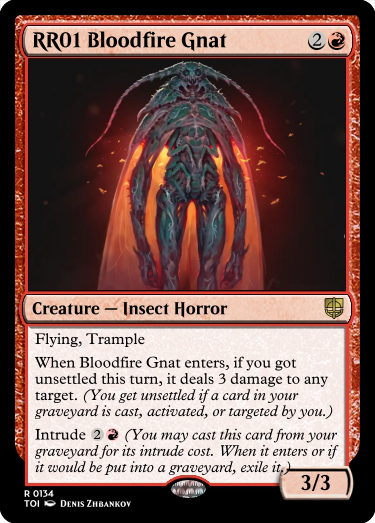 RR01 Bloodfire Gnat 2
Creature — Insect Horror
Flying, Trample
When Bloodfire Gnat enters, if you got
unsettled this turn, it deals 3 damage to any
target. (You get unsettled if a card in your
graveyard is cast, activated, or targeted by you.)
Intrude 2 (You may cast this card from your
graveyard for its intrude cost. When it enters or if
it would be put into a graveyard, exile it.)
3/3
R 0134
TOI DENIS ZHBANKOV